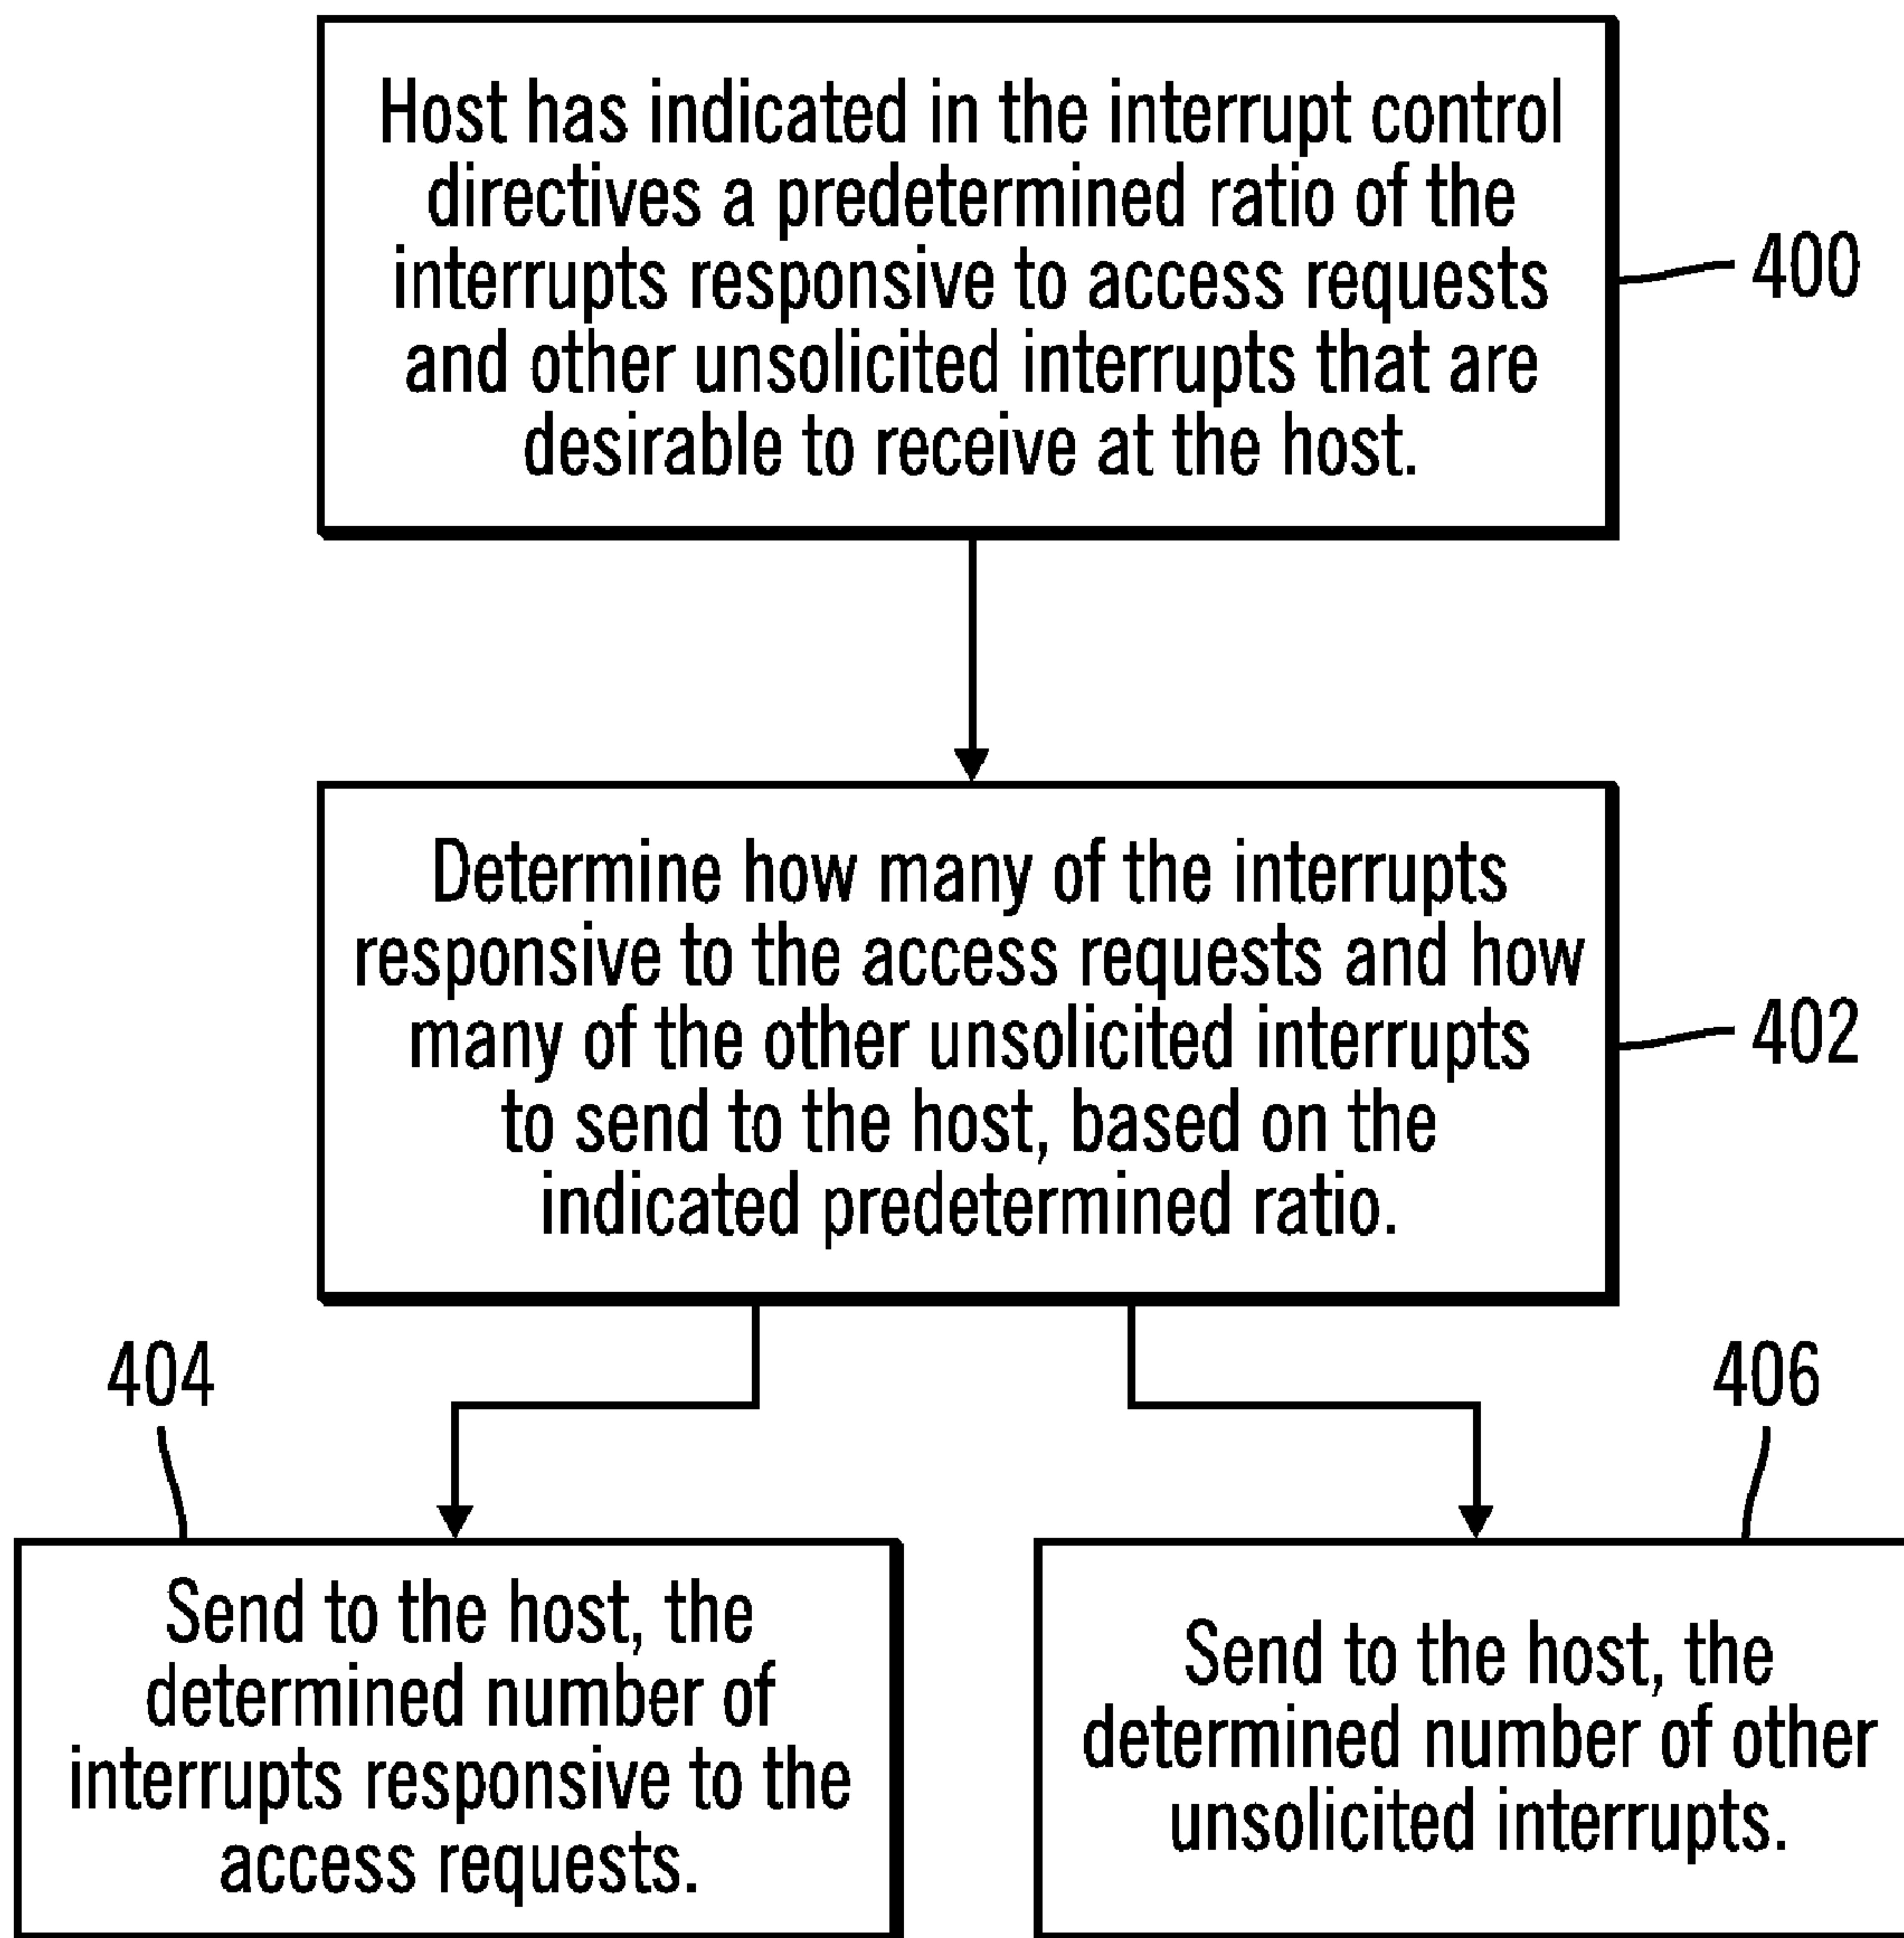 Host has indicated in the interrupt control
directives a predetermined ratio of the
interrupts responsive to access requests
and other unsolicited interrupts that are
desirable to receive at the host.
400
Determine how many of the interrupts
responsive to the access requests and how
many of the other unsolicited interrupts
to send to the host, based on the
indicated predetermined ratio.
402
404
Send to the host, the
determined number of
interrupts responsive to the
access requests.
406
Send to the host, the
determined number of other
unsolicited interrupts.